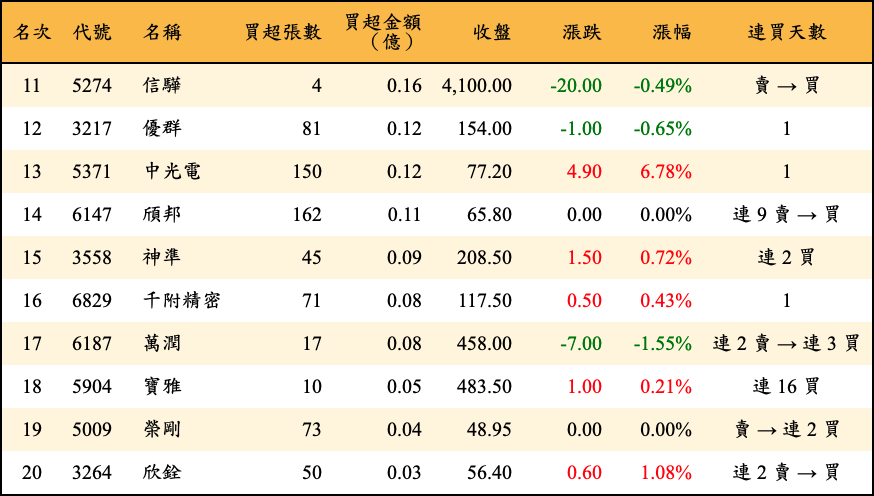 名次 代號 名稱 買超張數 買超金額（億） 收盤 漲跌 漲幅 連買天數
11 5274 信驊 4 0.16 4,100.00 -20.00 -0.49% 賣 → 買
12 3217 優群 81 0.12 154.00 -1.00 -0.65% 1
13 5371 中光電 150 0.12 77.20 4.90 6.78% 1
14 6147 頎邦 162 0.11 65.80 0.00 0.00% 連 9 賣 → 買
15 3558 神準 45 0.09 208.50 1.50 0.72% 連 2 買
16 6829 千附精密 71 0.08 117.50 0.50 0.43% 1
17 6187 萬潤 17 0.08 458.00 -7.00 -1.55% 連 2 賣 → 連 3 買
18 5904 寶雅 10 0.05 483.50 1.00 0.21% 連 16 買
19 5009 榮剛 73 0.04 48.95 0.00 0.00% 賣 → 連 2 買
20 3264 欣銓 50 0.03 56.40 0.60 1.08% 連 2 賣 → 買